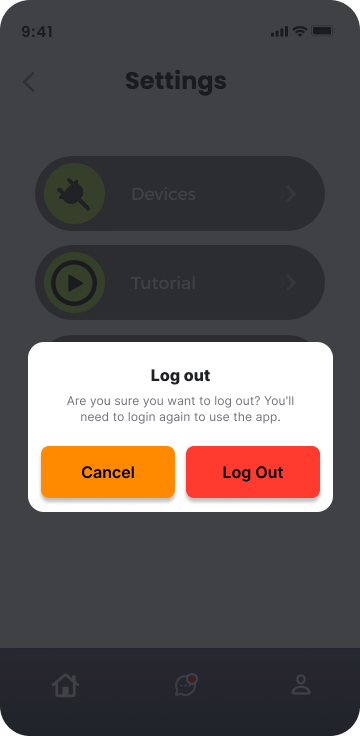 9:41
Settings
Devices
Tutorial
Log out
Are you sure you want to log out? You'll
need to login again to use the app.
Cancel
Log Out